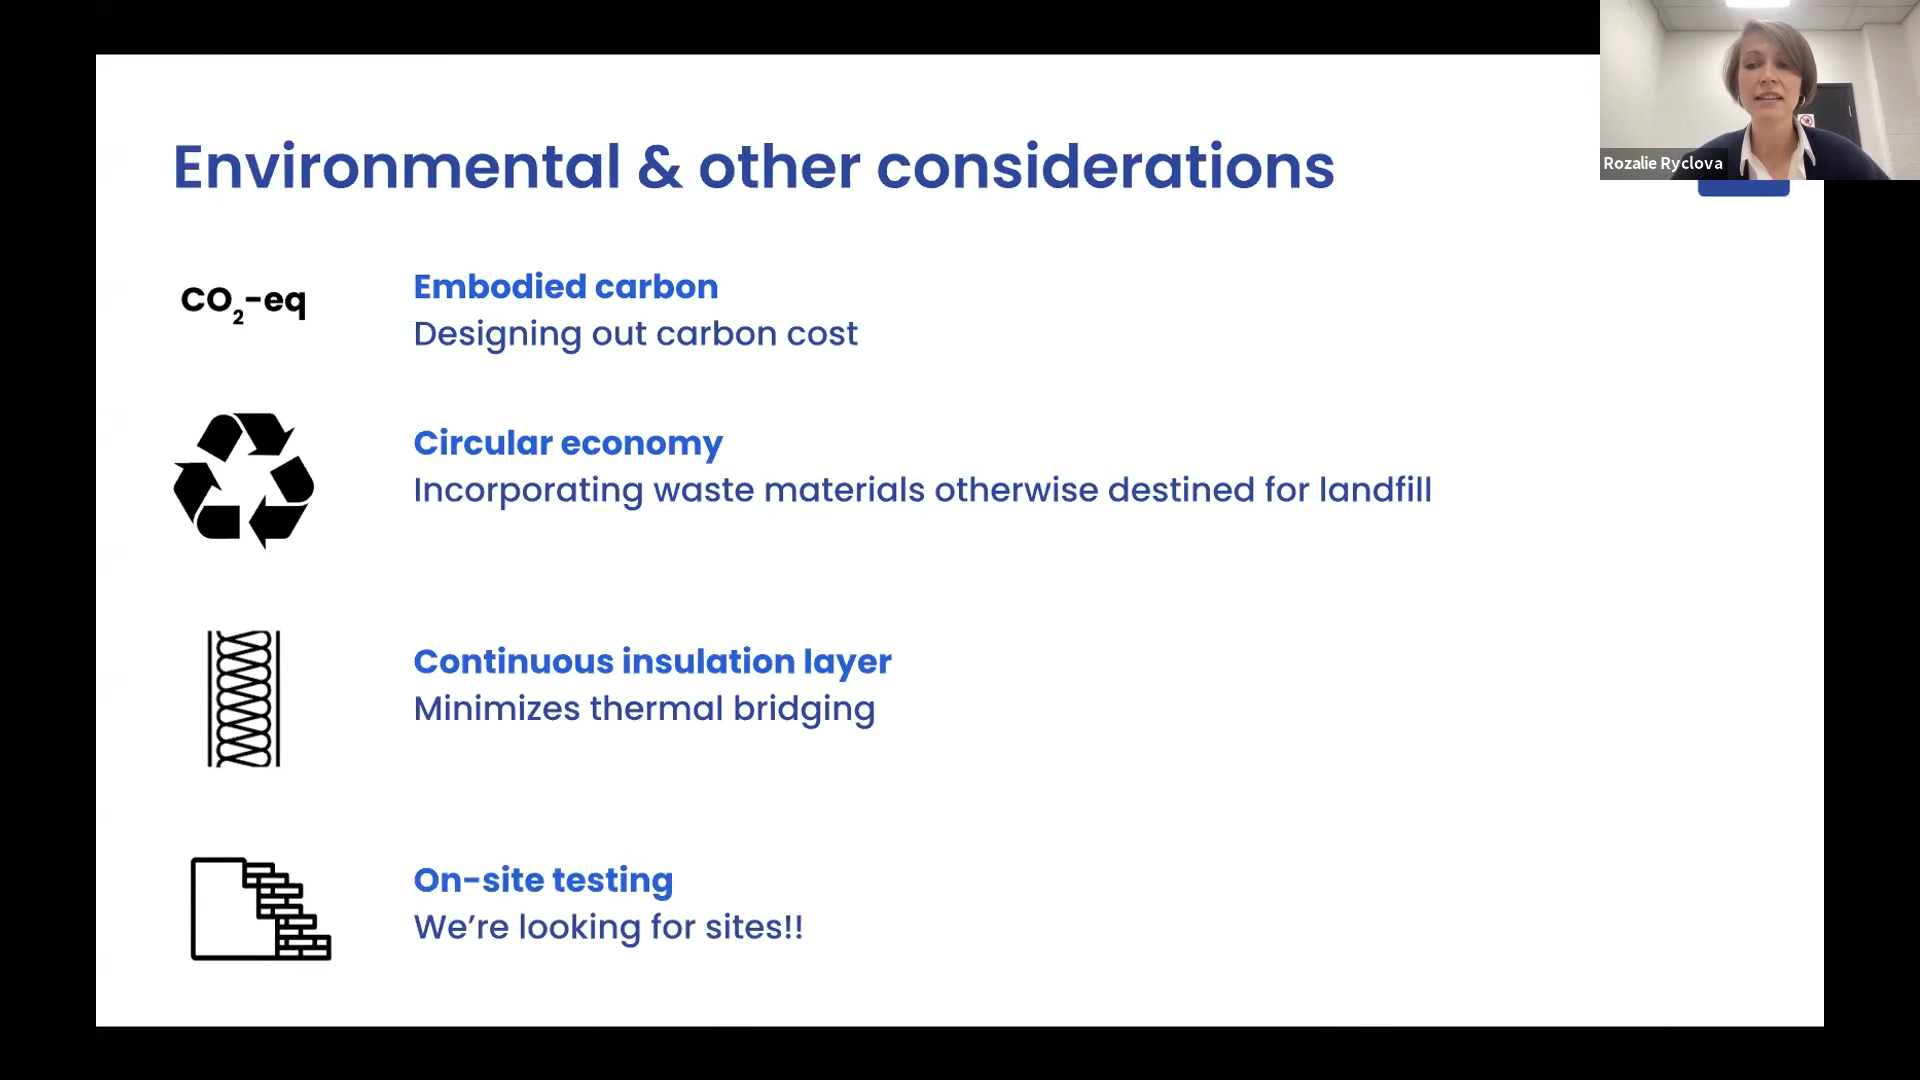 Environmental & other considerations
Rozalie Ryclova
CO₂-eq
Embodied carbon
Designing out carbon cost
Circular economy
Incorporating waste materials otherwise destined for landfill
Continuous insulation layer
Minimizes thermal bridging
On-site testing
We’re looking for sites!!